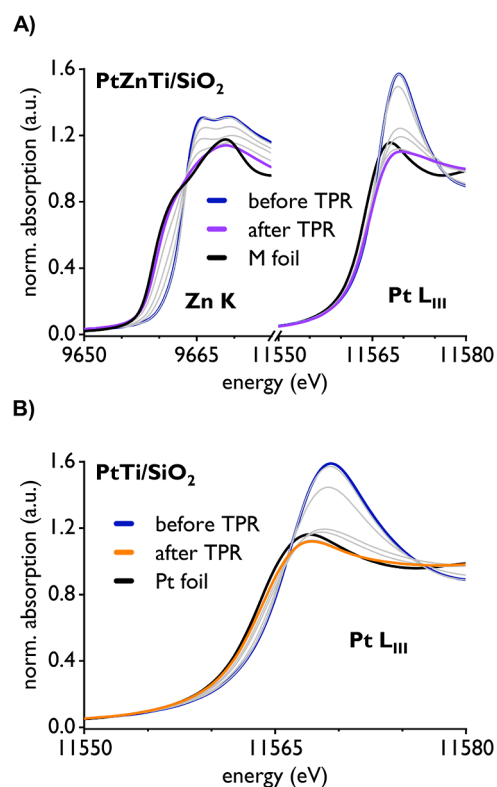 A)
PtZnTi/SiO₂
norm. absorption (a.u.)
1.6
1.2
0.8
0.4
0.0
before TPR
after TPR
M foil
Zn K
Pt L_III
9650
9665
11550
11565
11580
energy (eV)
B)
PtTi/SiO₂
norm. absorption (a.u.)
1.6
1.2
0.8
0.4
0.0
before TPR
after TPR
Pt foil
Pt L_III
11550
11565
11580
energy (eV)